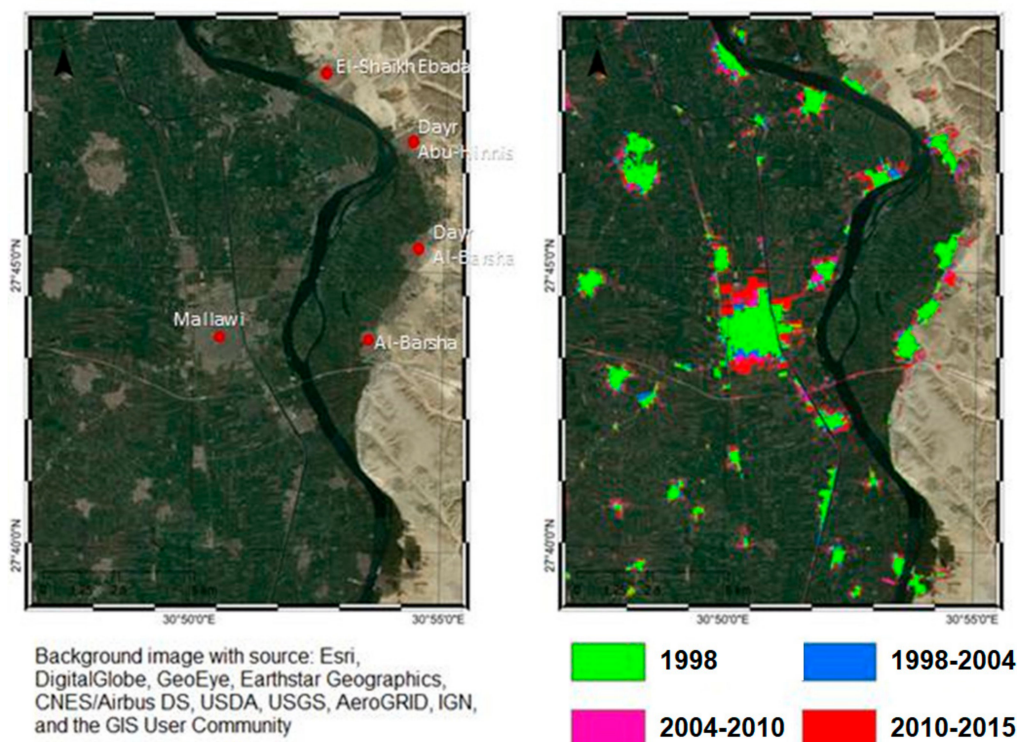 El-Shaikh Ebada
Dayr
Abu-Hinnis
Dayr
Al-Barsha
Mallawi
Al-Barsha
27°45'0"N
27°40'0"N
30°50'0"E
30°55'0"E
27°45'0"N
27°40'0"N
30°50'0"E
30°55'0"E
Background image with source: Esri,
DigitalGlobe, GeoEye, Earthstar Geographics,
CNES/Airbus DS, USDA, USGS, AeroGRID, IGN,
and the GIS User Community
1998
1998-2004
2004-2010
2010-2015